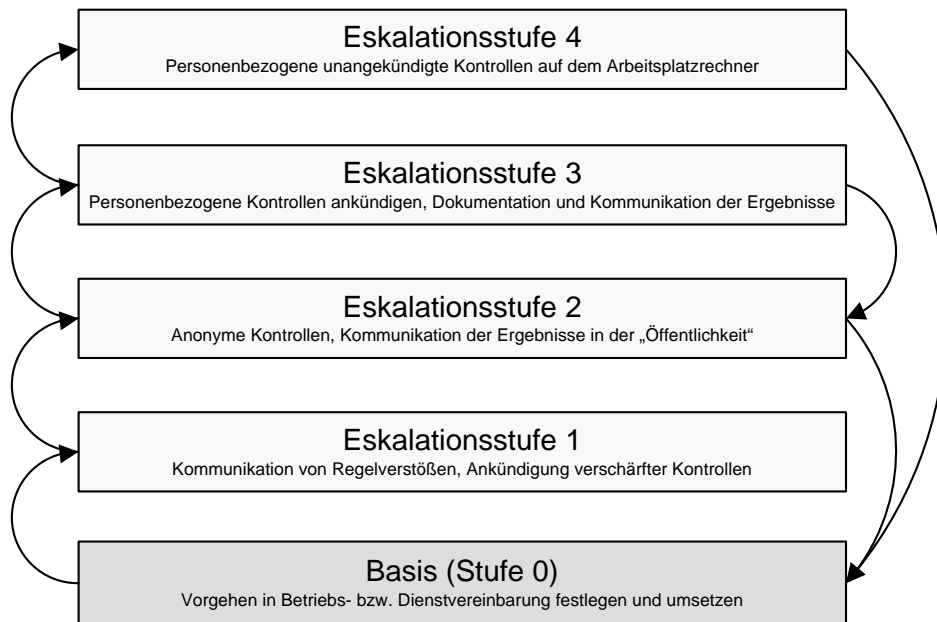 Eskalationsstufe 4
Personenbezogene unangekündigte Kontrollen auf dem Arbeitsplatzrechner
Eskalationsstufe 3
Personenbezogene Kontrollen ankündigen, Dokumentation und Kommunikation der Ergebnisse
Eskalationsstufe 2
Anonyme Kontrollen, Kommunikation der Ergebnisse in der „Öffentlichkeit“
Eskalationsstufe 1
Kommunikation von Regelverstößen, Ankündigung verschärfter Kontrollen
Basis (Stufe 0)
Vorgehen in Betriebs- bzw. Dienstvereinbarung festlegen und umsetzen